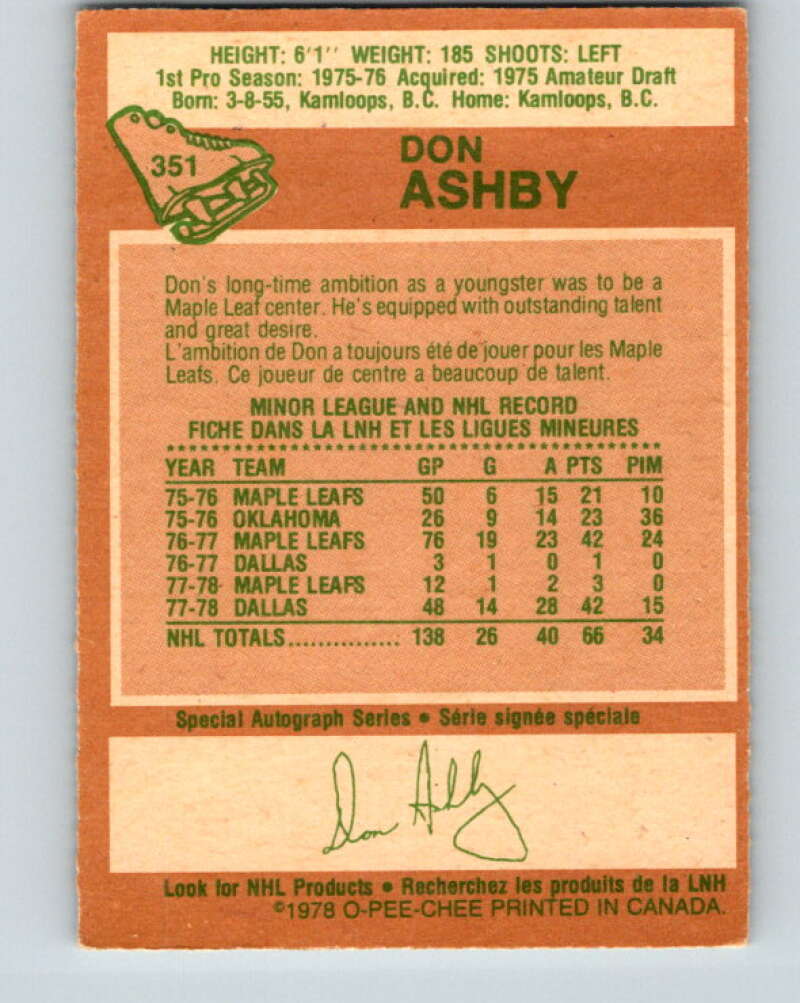 HEIGHT: 6'1'' WEIGHT: 185 SHOOTS: LEFT
1st Pro Season: 1975-76 Acquired: 1975 Amateur Draft
Born: 3-8-55, Kamloops, B.C. Home: Kamloops, B.C.
351
DON
ASHBY
Don's long-time ambition as a youngster was to be a
Maple Leaf center. He's equipped with outstanding talent
and great desire.
L'ambition de Don a toujours été de jouer pour les Maple
Leafs. Ce joueur de centre a beaucoup de talent.
MINOR LEAGUE AND NHL RECORD
FICHE DANS LA LNH ET LES LIGUES MINEURES
YEAR TEAM GP G A PTS PIM
75-76 MAPLE LEAFS 50 6 15 21 10
75-76 OKLAHOMA 26 9 14 23 36
76-77 MAPLE LEAFS 76 19 23 42 24
76-77 DALLAS 3 1 0 1 0
77-78 MAPLE LEAFS 12 1 2 3 0
77-78 DALLAS 48 14 28 42 15
NHL TOTALS............... 138 26 40 66 34
Special Autograph Series • Série signée spéciale
Don Ashby
Look for NHL Products • Recherchez les produits de la LNH
©1978 O-PEE-CHEE PRINTED IN CANADA.